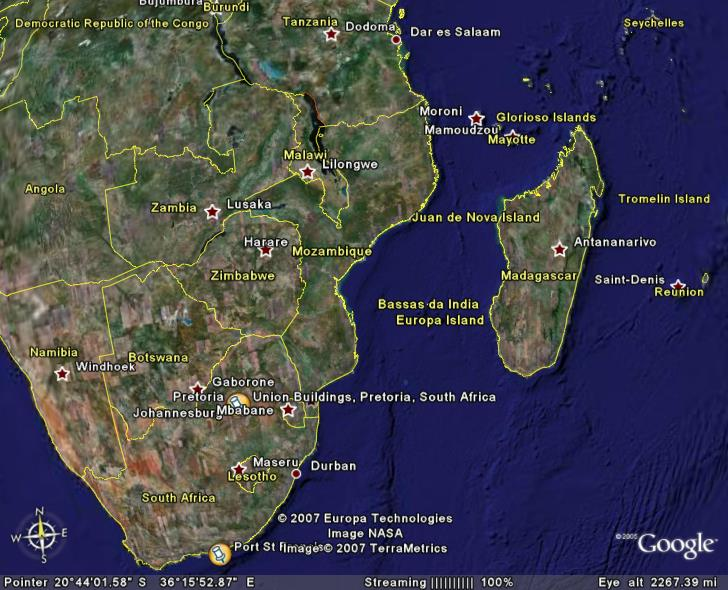 Bujumbura
Burundi
Democratic Republic of the Congo
Tanzania
Dodoma
Dar es Salaam
Seychelles
Moroni
Glorioso Islands
Mamoudzou
Mayotte
Malawi
Lilongwe
Angola
Zambia
Lusaka
Tromelin Island
Juan de Nova Island
Harare
Mozambique
Antananarivo
Zimbabwe
Madagascar
Saint-Denis
Reunion
Bassas da India
Europa Island
Namibia
Windhoek
Botswana
Gaborone
Pretoria
Union Buildings, Pretoria, South Africa
Johannesburg
Mbabane
Maseru
Durban
Lesotho
South Africa
N
W
E
S
© 2007 Europa Technologies
Image NASA
Image © 2007 TerraMetrics
Port St Francis
© 2005 Google™
Pointer 20°44'01.58" S 36°15'52.87" E
Streaming |||||||||| 100%
Eye alt 2267.39 mi